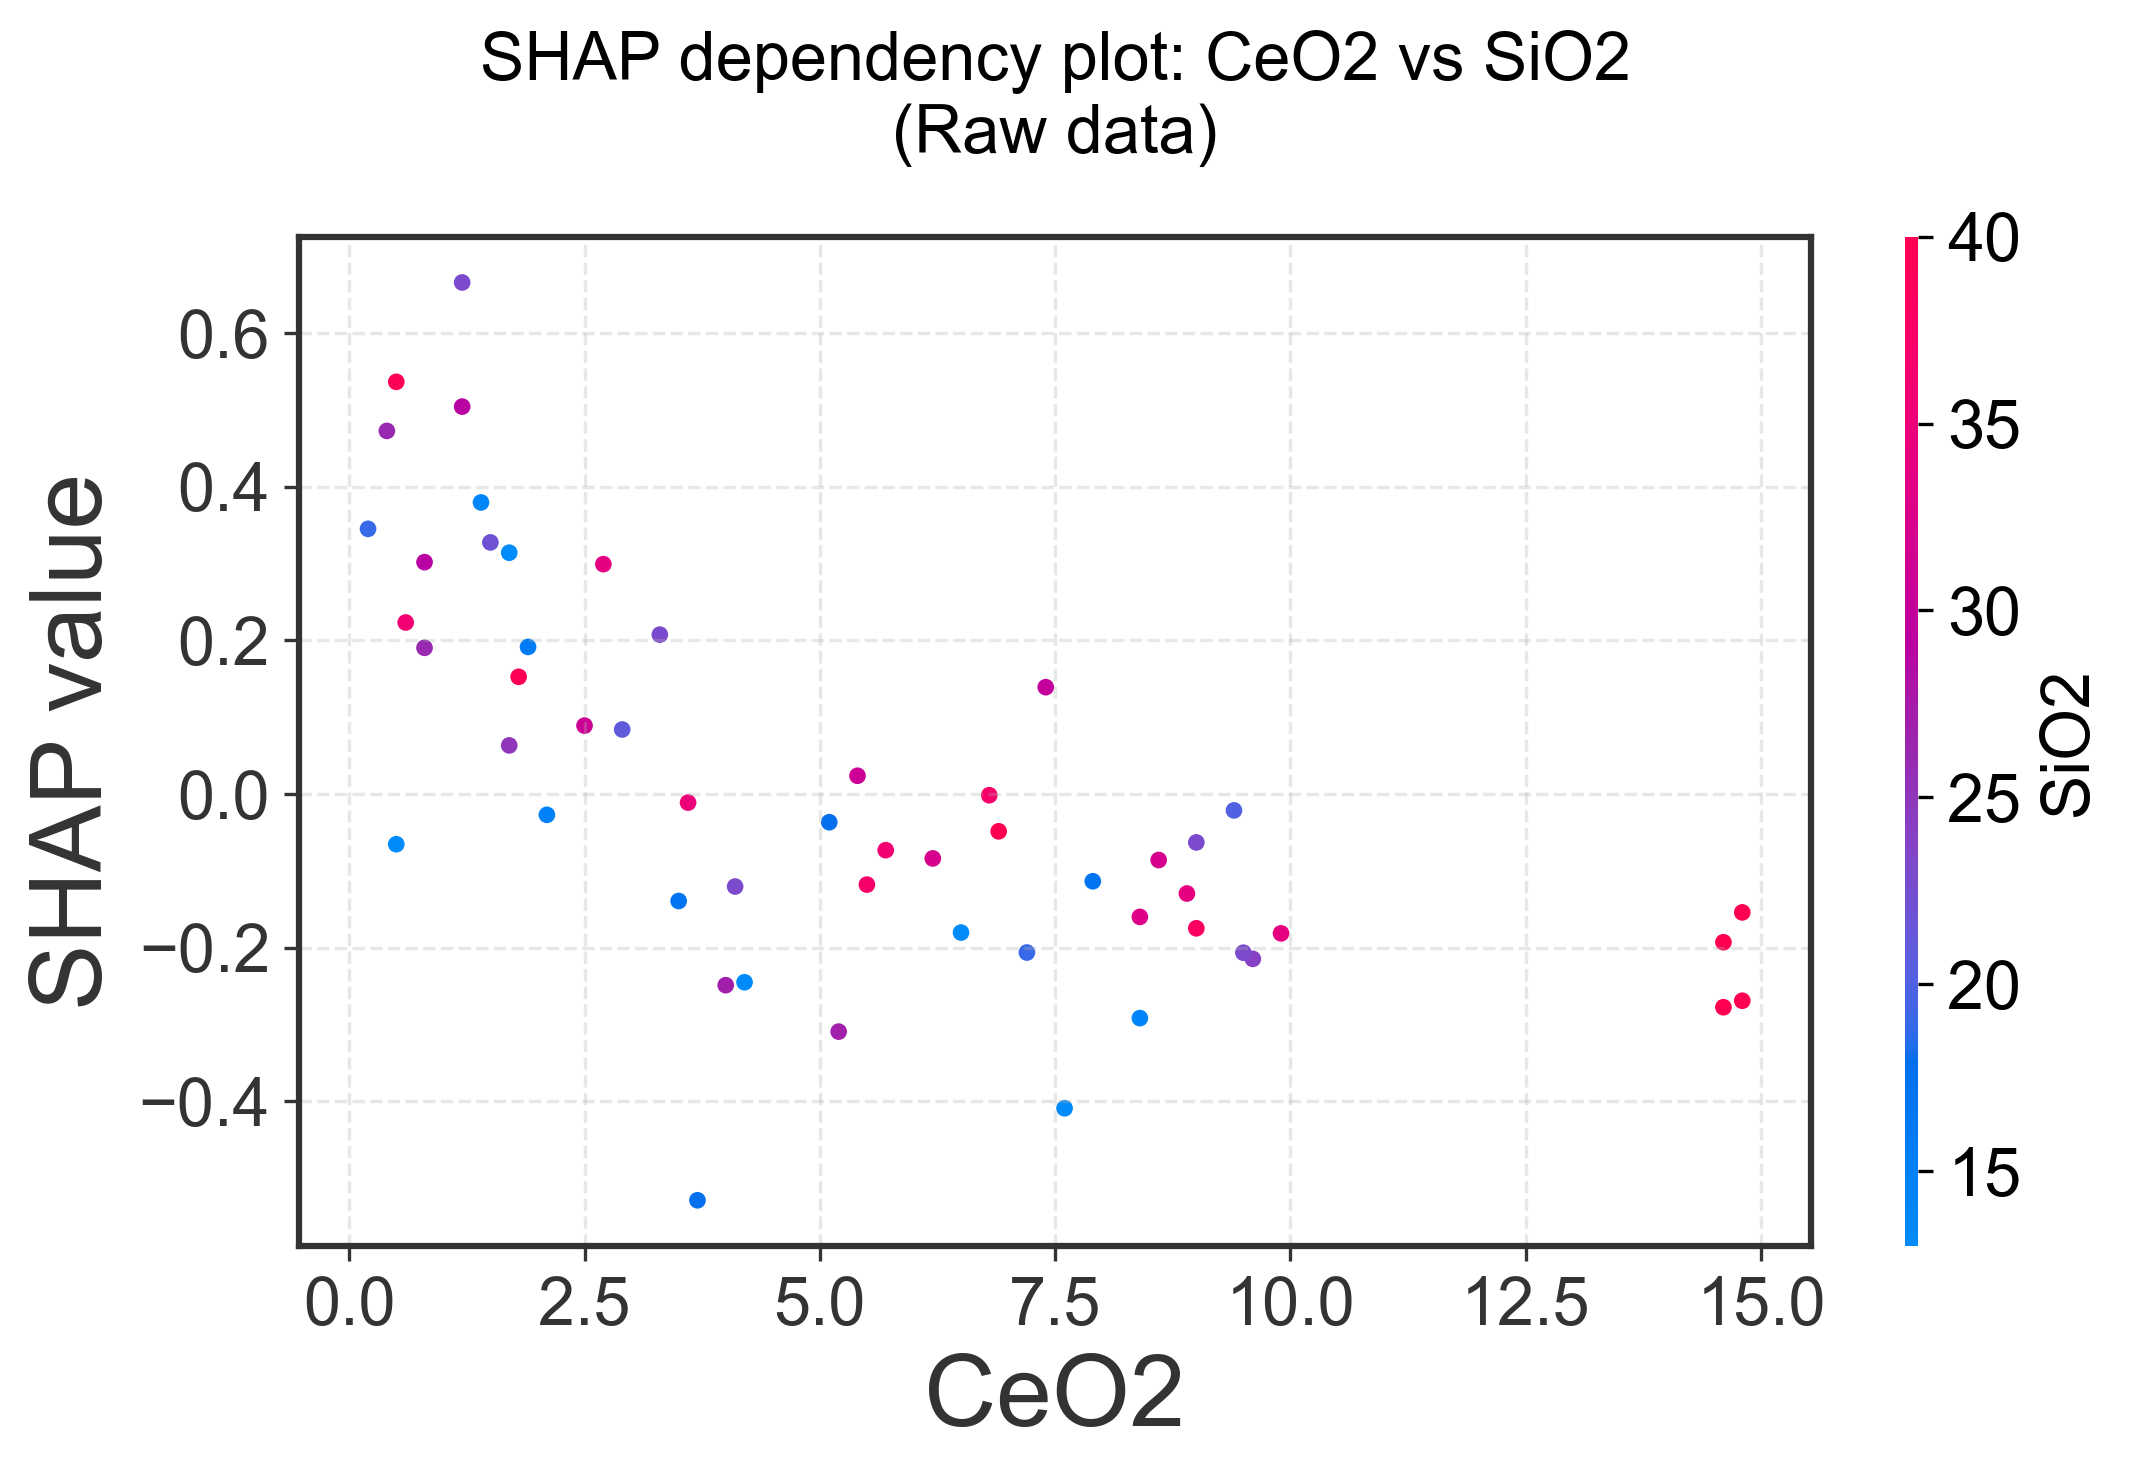 SHAP dependency plot: CeO2 vs SiO2
(Raw data)
SHAP value
0.6
0.4
0.2
0.0
−0.2
−0.4
0.0 2.5 5.0 7.5 10.0 12.5 15.0
CeO2
40
35
30
25
20
15
SiO2